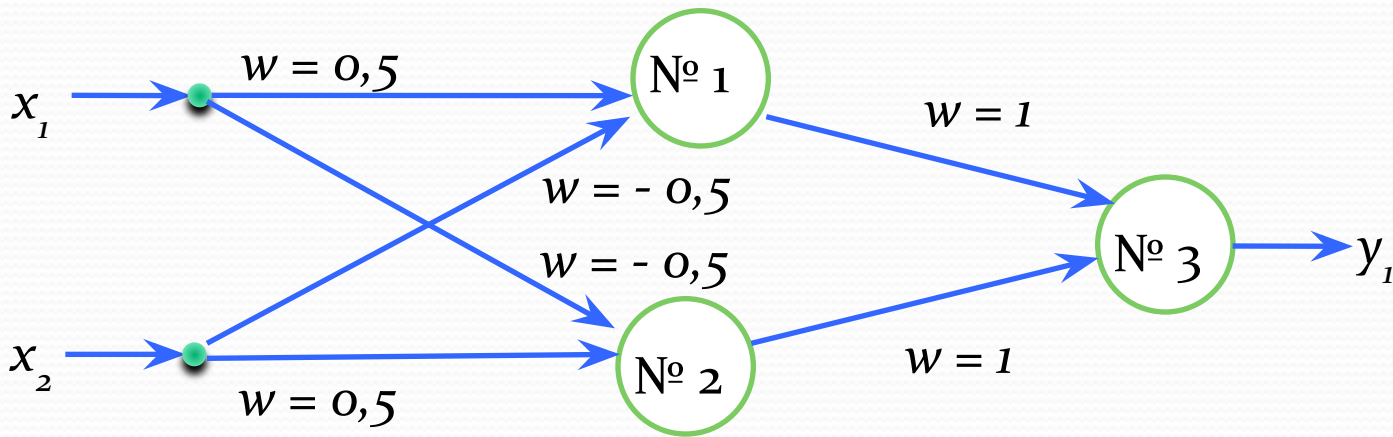 w = 0,5
x1
№ 1
w = 1
w = - 0,5
w = - 0,5
№ 3
y1
x2
№ 2
w = 1
w = 0,5